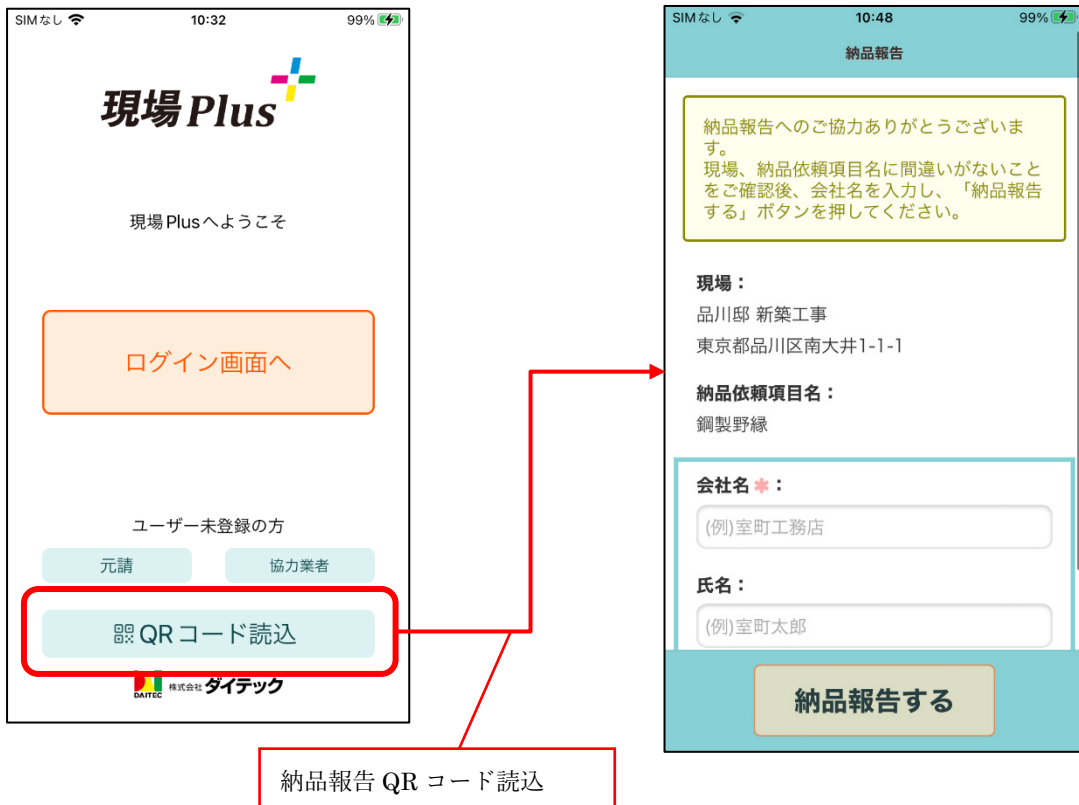 SIMなし 10:32 99%
現場Plus
現場Plusへようこそ
ログイン画面へ
ユーザー未登録の方
元請 協力業者
QRコード読込
DAITEC 株式会社 ダイテック
納品報告 QR コード読込
SIMなし 10:48 99%
納品報告
納品報告へのご協力ありがとうございま
す。
現場、納品依頼項目名に間違いがないこと
をご確認後、会社名を入力し、「納品報告
する」ボタンを押してください。
現場：
品川邸 新築工事
東京都品川区南大井1-1-1
納品依頼項目名：
鋼製野縁
会社名＊：
(例)室町工務店
氏名：
(例)室町太郎
納品報告する